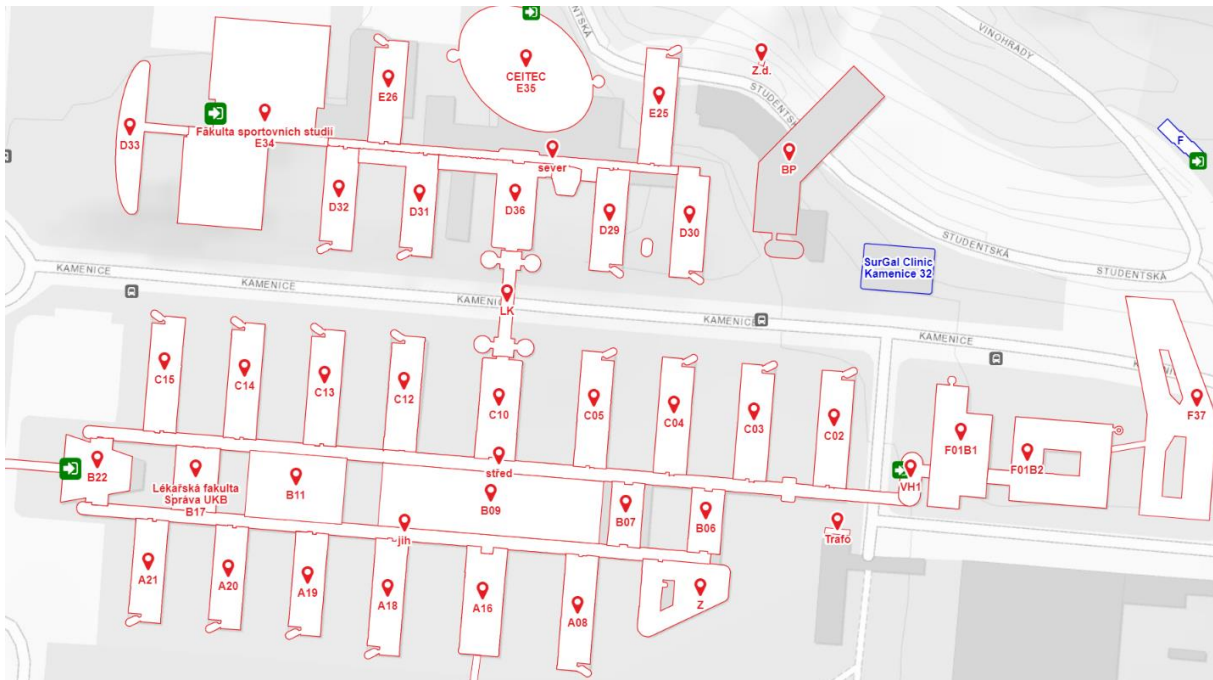 VINOHRADY
Z.d.
CEITEC
E35
E26
E25
STUDENTSKÁ
STUDENTSKÁ
D33
Fakulta sportovních studií
E34
F
sever
BP
D32
D31
D36
D29
D30
STUDENTSKÁ
STUDENTSKÁ
SurGal Clinic
Kamenice 32
KAMENICE
KAMENICE
LK
KAMENICE
KAMENICE
C15
C14
C13
C12
C10
C05
C04
C03
C02
F37
F01B1
F01B2
B22
střed
VH1
Lékařská fakulta
Správa UKB
B17
B11
B09
B07
B06
jih
Trafo
A21
A20
A19
A18
A16
A08
Z